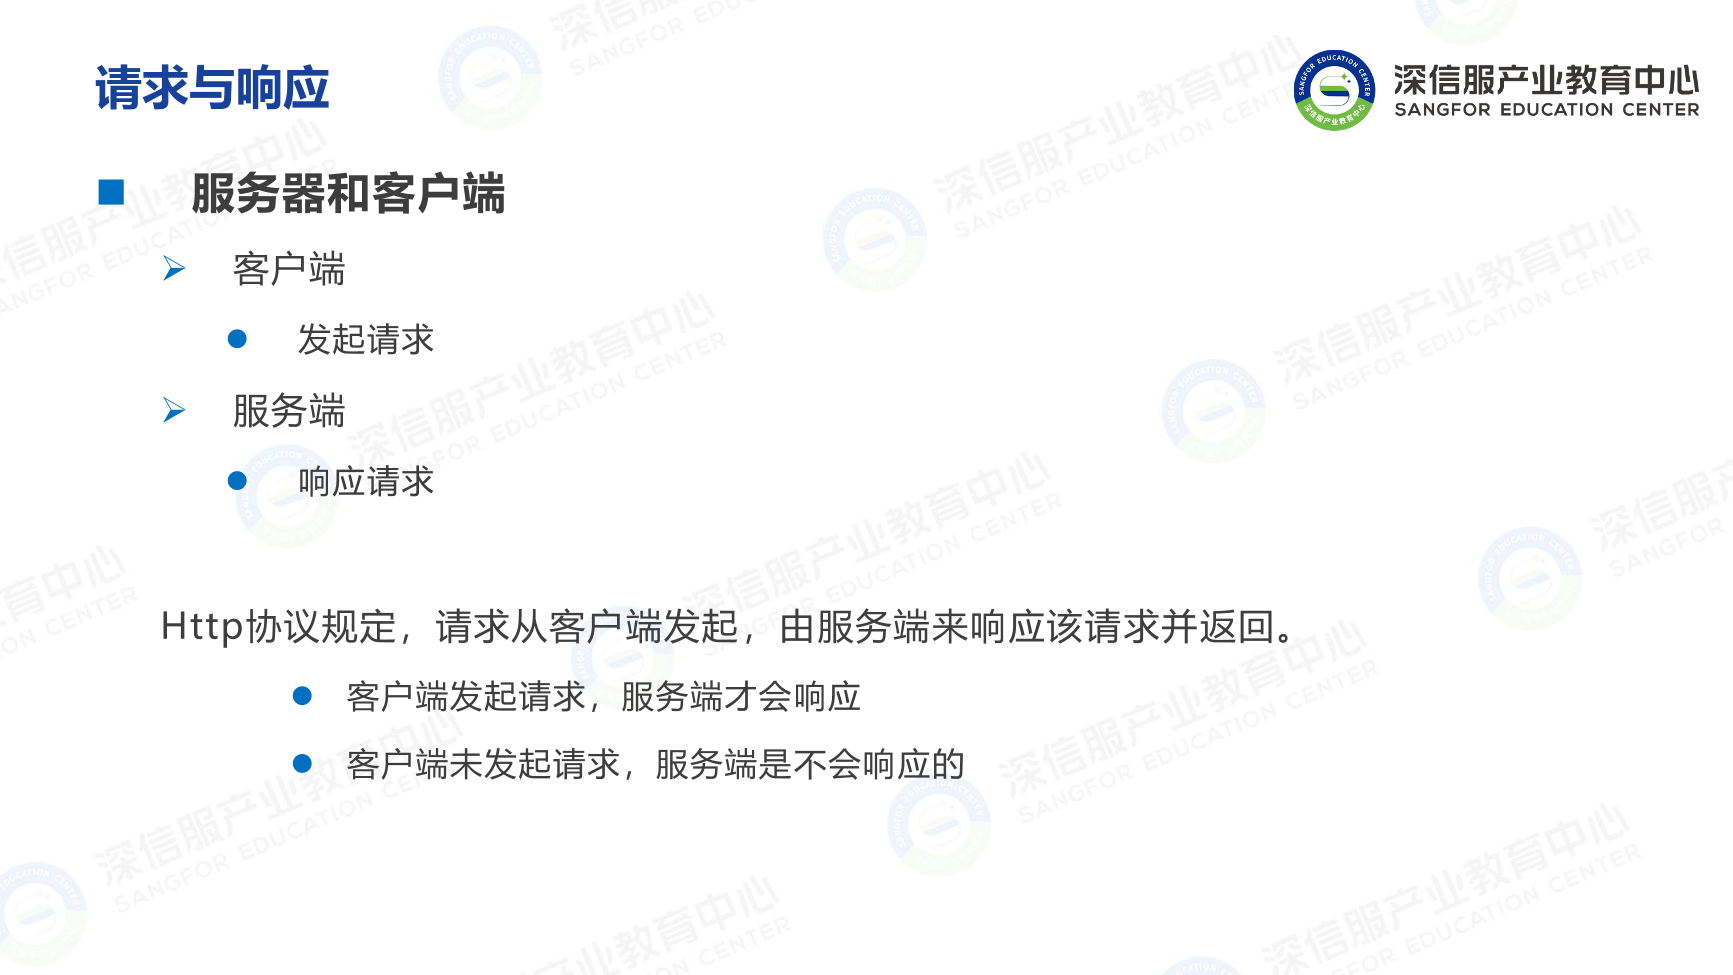 请求与响应
深信服产业教育中心
SANGFOR EDUCATION CENTER
服务器和客户端
客户端
发起请求
服务端
响应请求
Http协议规定，请求从客户端发起，由服务端来响应该请求并返回。
客户端发起请求，服务端才会响应
客户端未发起请求，服务端是不会响应的